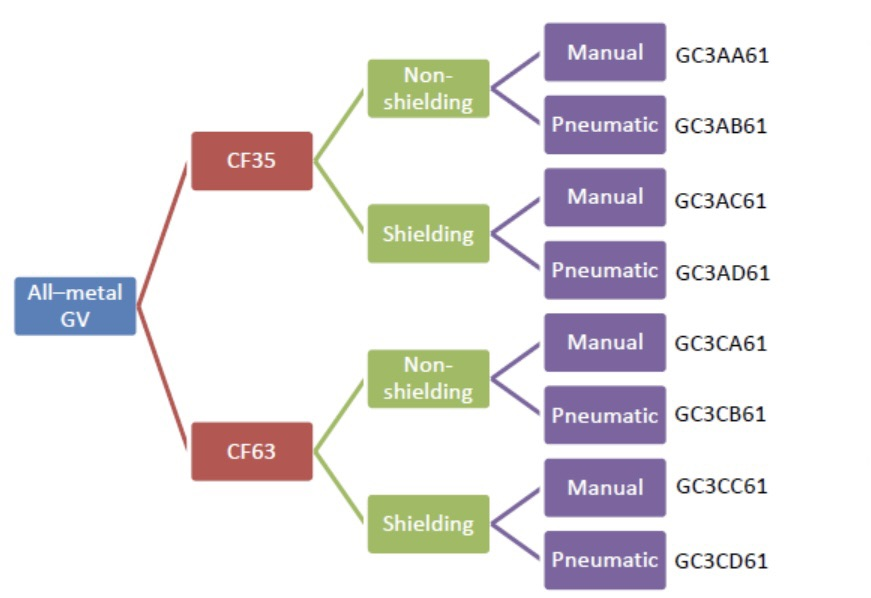 Manual GC3AA61
Non-
shielding
Pneumatic GC3AB61
CF35
Manual GC3AC61
Shielding
Pneumatic GC3AD61
All–metal
GV
Manual GC3CA61
Non-
shielding
Pneumatic GC3CB61
CF63
Manual GC3CC61
Shielding
Pneumatic GC3CD61